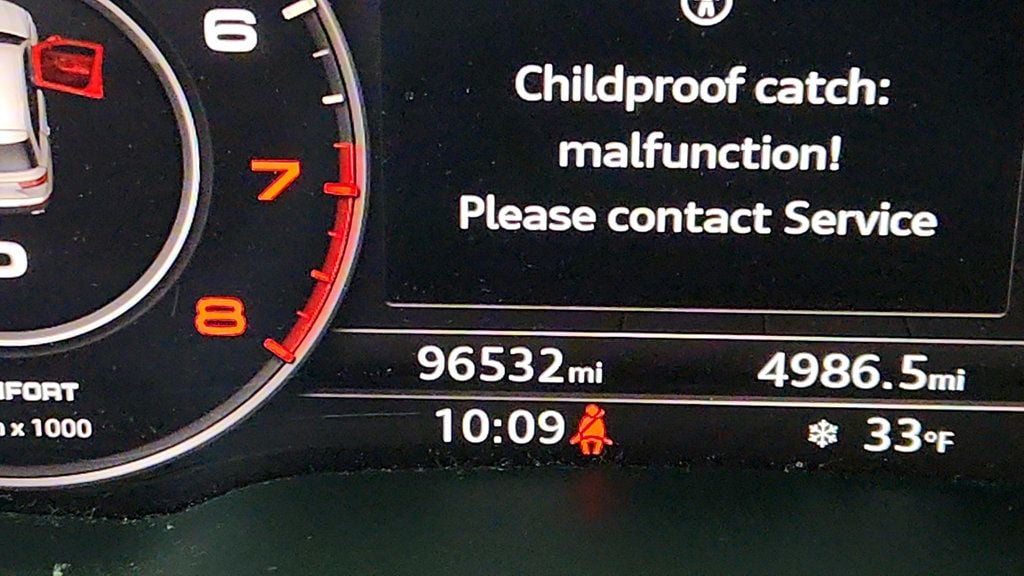 6
7
8
Childproof catch:
malfunction!
Please contact Service
96532mi 4986.5mi
10:09 33°F
x 1000